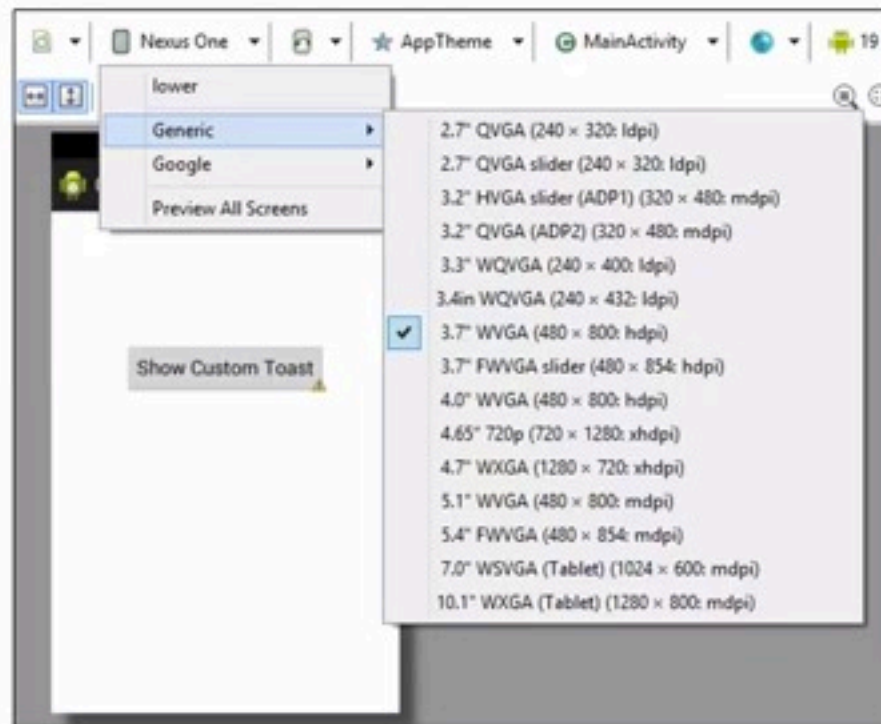 Nexus One AppTheme MainActivity 19
lower
Generic
Google
Preview All Screens
2.7" QVGA (240 × 320: ldpi)
2.7" QVGA slider (240 × 320: ldpi)
3.2" HVGA slider (ADP1) (320 × 480: mdpi)
3.2" QVGA (ADP2) (320 × 480: mdpi)
3.3" WQVGA (240 × 400: ldpi)
3.4in WQVGA (240 × 432: ldpi)
3.7" WVGA (480 × 800: hdpi)
3.7" FWVGA slider (480 × 854: hdpi)
4.0" WVGA (480 × 800: hdpi)
4.65" 720p (720 × 1280: xhdpi)
4.7" WXGA (1280 × 720: xhdpi)
5.1" WVGA (480 × 800: mdpi)
5.4" FWVGA (480 × 854: mdpi)
7.0" WSVGA (Tablet) (1024 × 600: mdpi)
10.1" WXGA (Tablet) (1280 × 800: mdpi)
Show Custom Toast